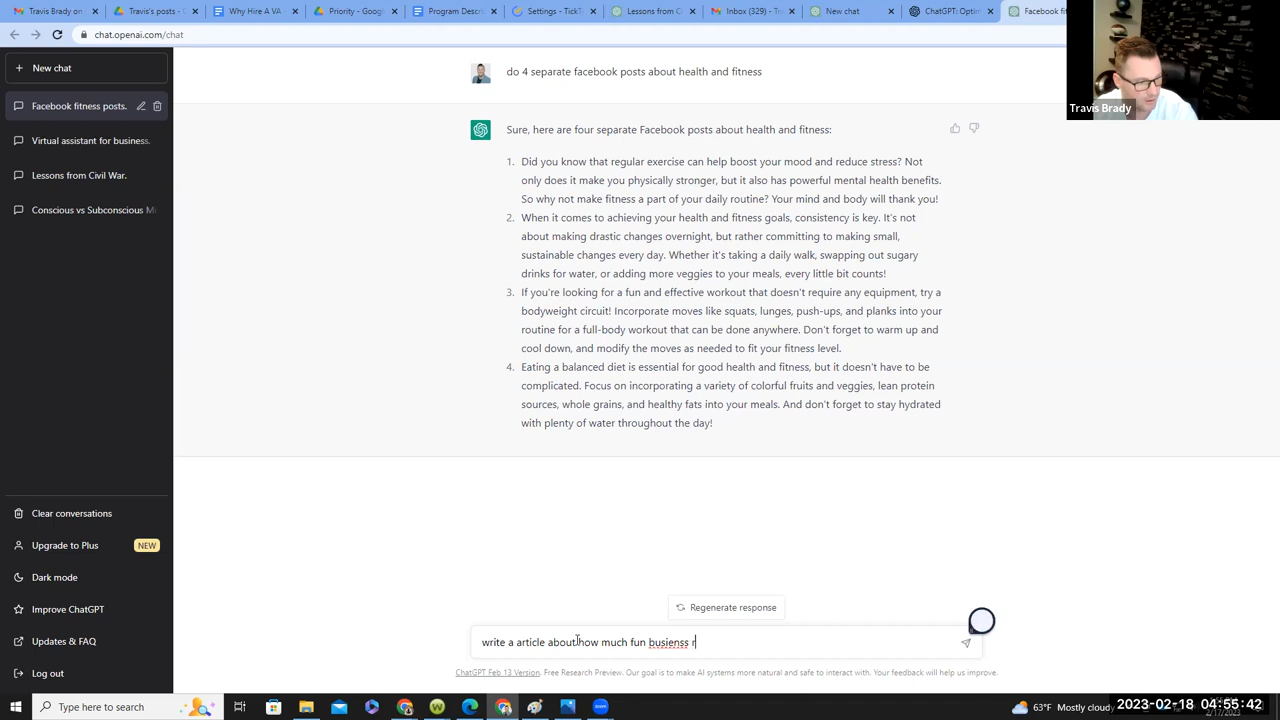 Travis Brady on
Travis's posts - G
Why Hire A VA
Priority - Google
Program Descri
- TickT
Lessons from C
Inbox (329) - Tr
New chat
ChatGPT: Optim
Facebook fi
chat.openai.com/chat
Travis Brady
New chat
Facebook fitness posts.
Virtual assistant for business.
Lessons from Civil War.
Conscious vs Subconscious M
do 4 separate facebook posts about health and fitness
Sure, here are four separate Facebook posts about health and fitness:
1. Did you know that regular exercise can help boost your mood and reduce stress? Not
only does it make you physically stronger, but it also has powerful mental health benefits.
So why not make fitness a part of your daily routine? Your mind and body will thank you!
2. When it comes to achieving your health and fitness goals, consistency is key. It's not
about making drastic changes overnight, but rather committing to making small,
sustainable changes every day. Whether it's taking a daily walk, swapping out sugary
drinks for water, or adding more veggies to your meals, every little bit counts!
3. If you're looking for a fun and effective workout that doesn't require any equipment, try a
bodyweight circuit! Incorporate moves like squats, lunges, push-ups, and planks into your
routine for a full-body workout that can be done anywhere. Don't forget to warm up and
cool down, and modify the moves as needed to fit your fitness level.
4. Eating a balanced diet is essential for good health and fitness, but it doesn't have to be
complicated. Focus on incorporating a variety of colorful fruits and veggies, lean protein
sources, whole grains, and healthy fats into your meals. And don't forget to stay hydrated
with plenty of water throughout the day!
Clear conversations
Upgrade to Plus
NEW
Dark mode
Improve ChatGPT
Updates & FAQ
Log out
Regenerate response
write a article about how much fun busienss r
ChatGPT Feb 13 Version. Free Research Preview. Our goal is to make AI systems more natural and safe to interact with. Your feedback will help us improve.
Type here to search
63°F Mostly cloudy
2023-02-18 04:55:42